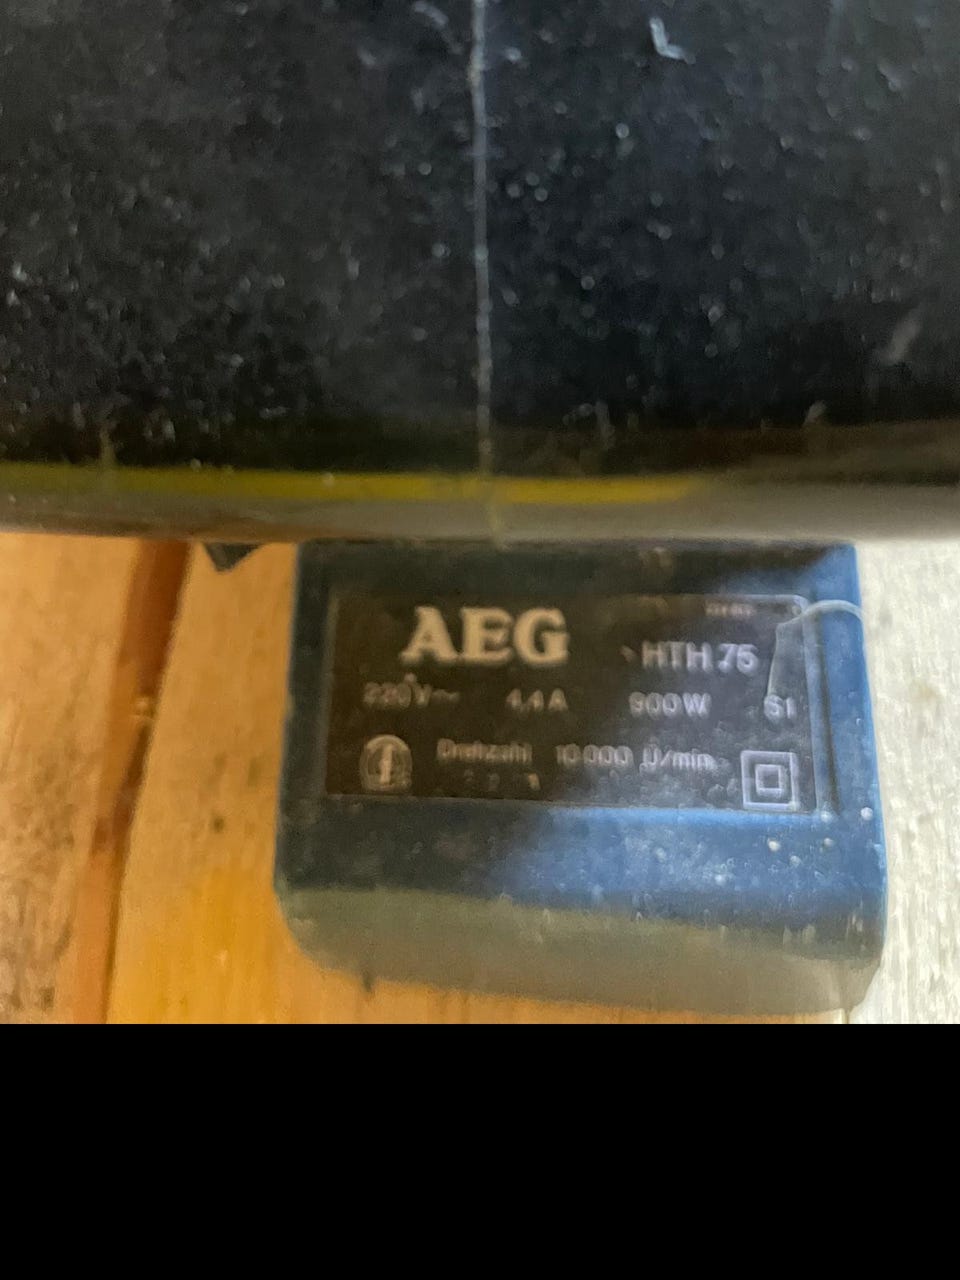 AEG HTH 75
220 V~ 4,4 A 900 W S1
Drehzahl 10 000 U/min